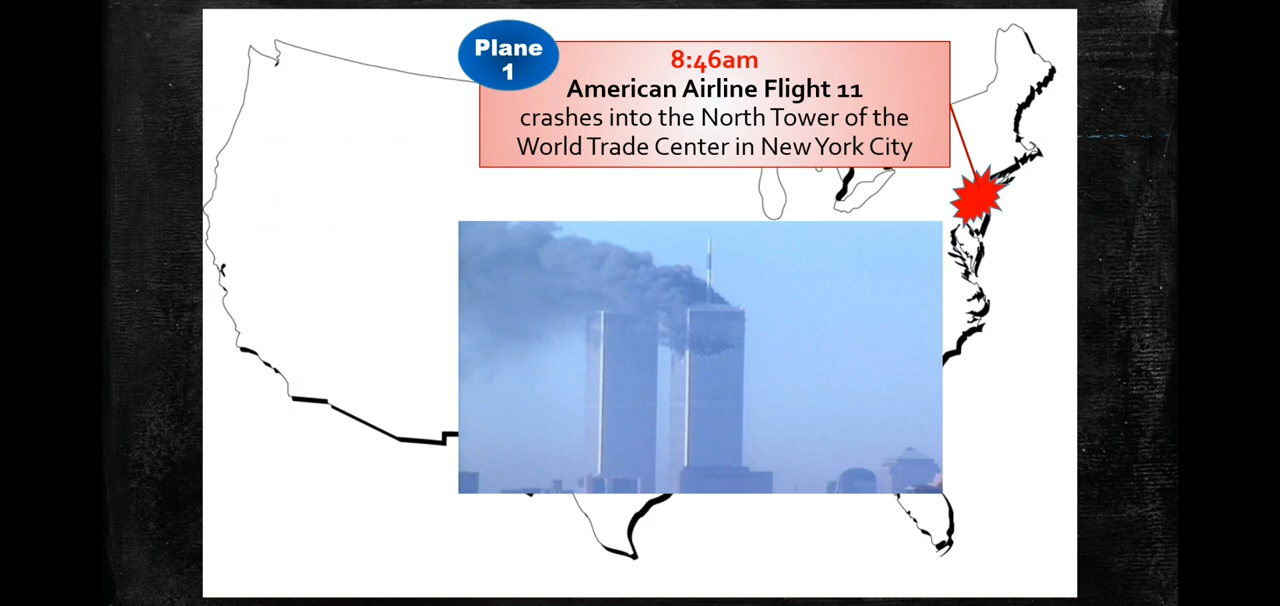 Plane
1
8:46am
American Airline Flight 11
crashes into the North Tower of the
World Trade Center in New York City